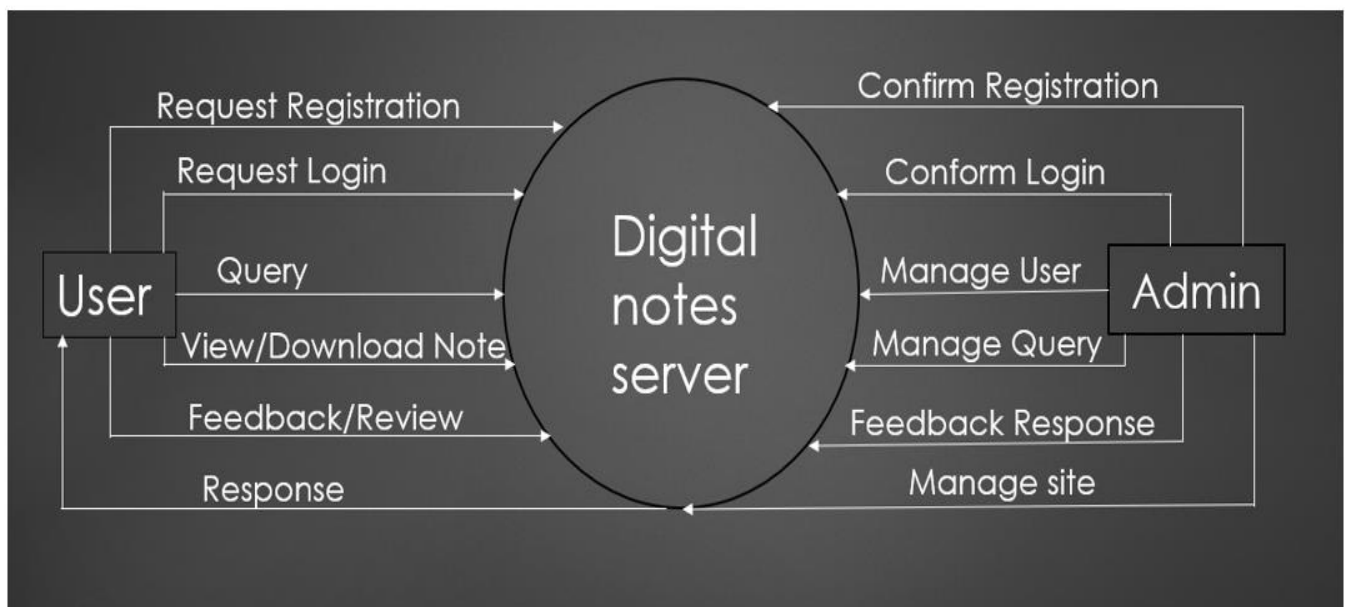 Request Registration
Request Login
Query
User
View/Download Note
Feedback/Review
Response
Digital
notes
server
Confirm Registration
Conform Login
Manage User
Admin
Manage Query
Feedback Response
Manage site